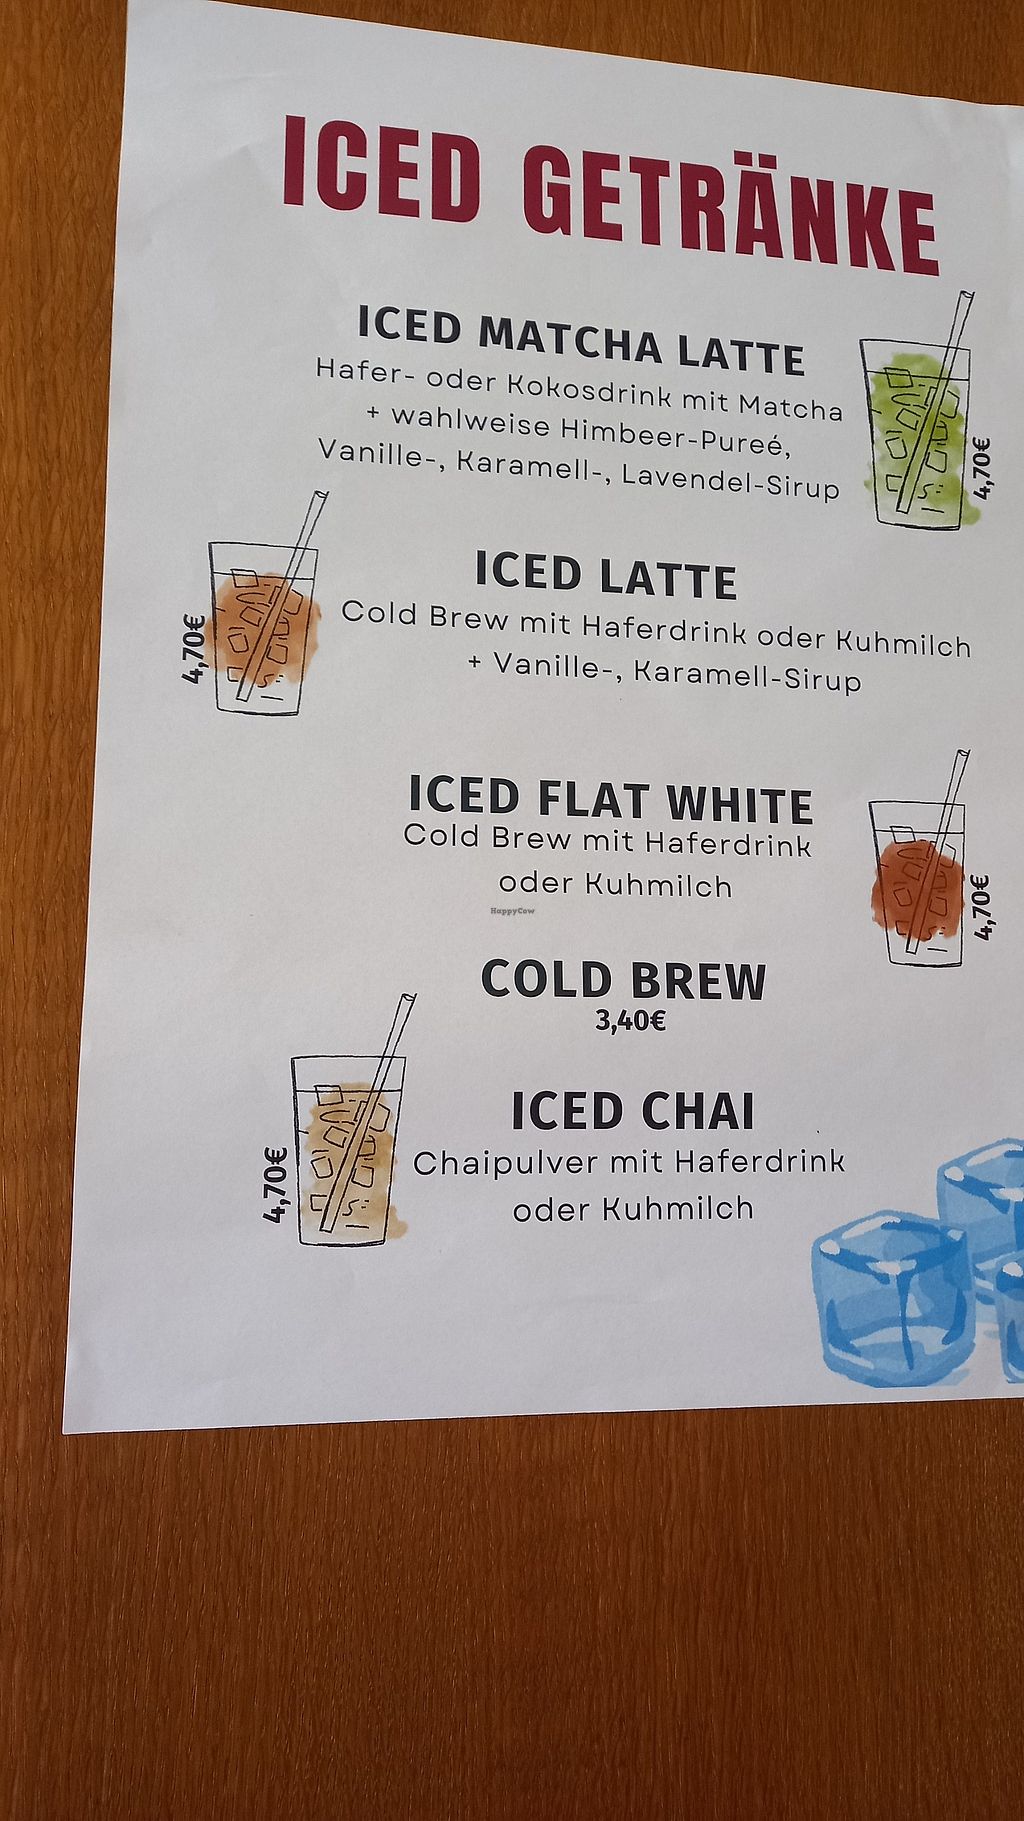 ICED GETRÄNKE
ICED MATCHA LATTE
Hafer- oder Kokosdrink mit Matcha
+ wahlweise Himbeer-Pureé,
Vanille-, Karamell-, Lavendel-Sirup
4,70€
ICED LATTE
Cold Brew mit Haferdrink oder Kuhmilch
+ Vanille-, Karamell-Sirup
4,70€
ICED FLAT WHITE
Cold Brew mit Haferdrink
oder Kuhmilch
4,70€
HappyCow
COLD BREW
3,40€
ICED CHAI
Chaipulver mit Haferdrink
oder Kuhmilch
4,70€